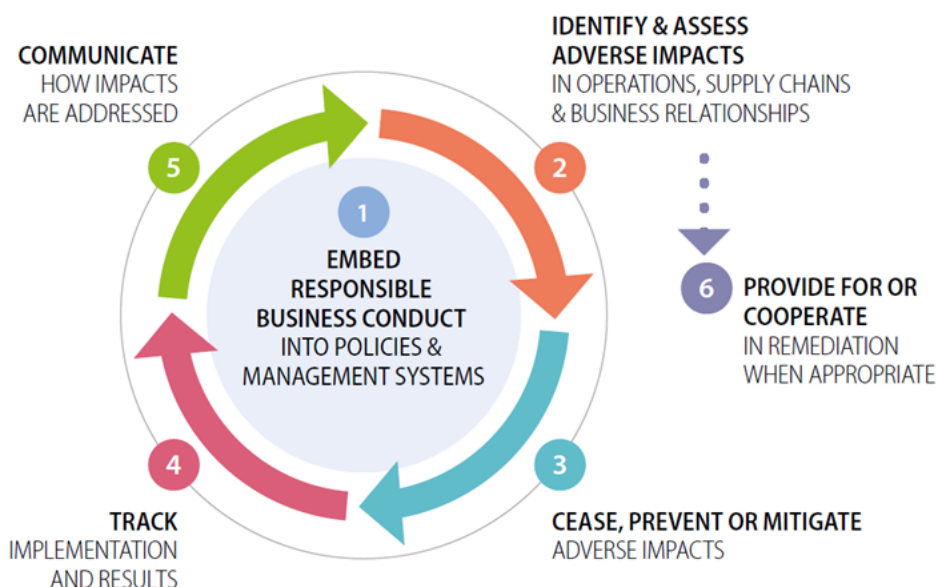 1
EMBED
RESPONSIBLE
BUSINESS CONDUCT
INTO POLICIES &
MANAGEMENT SYSTEMS
2
IDENTIFY & ASSESS
ADVERSE IMPACTS
IN OPERATIONS, SUPPLY CHAINS
& BUSINESS RELATIONSHIPS
3
CEASE, PREVENT OR MITIGATE
ADVERSE IMPACTS
4
TRACK
IMPLEMENTATION
AND RESULTS
5
COMMUNICATE
HOW IMPACTS
ARE ADDRESSED
6
PROVIDE FOR OR
COOPERATE
IN REMEDIATION
WHEN APPROPRIATE